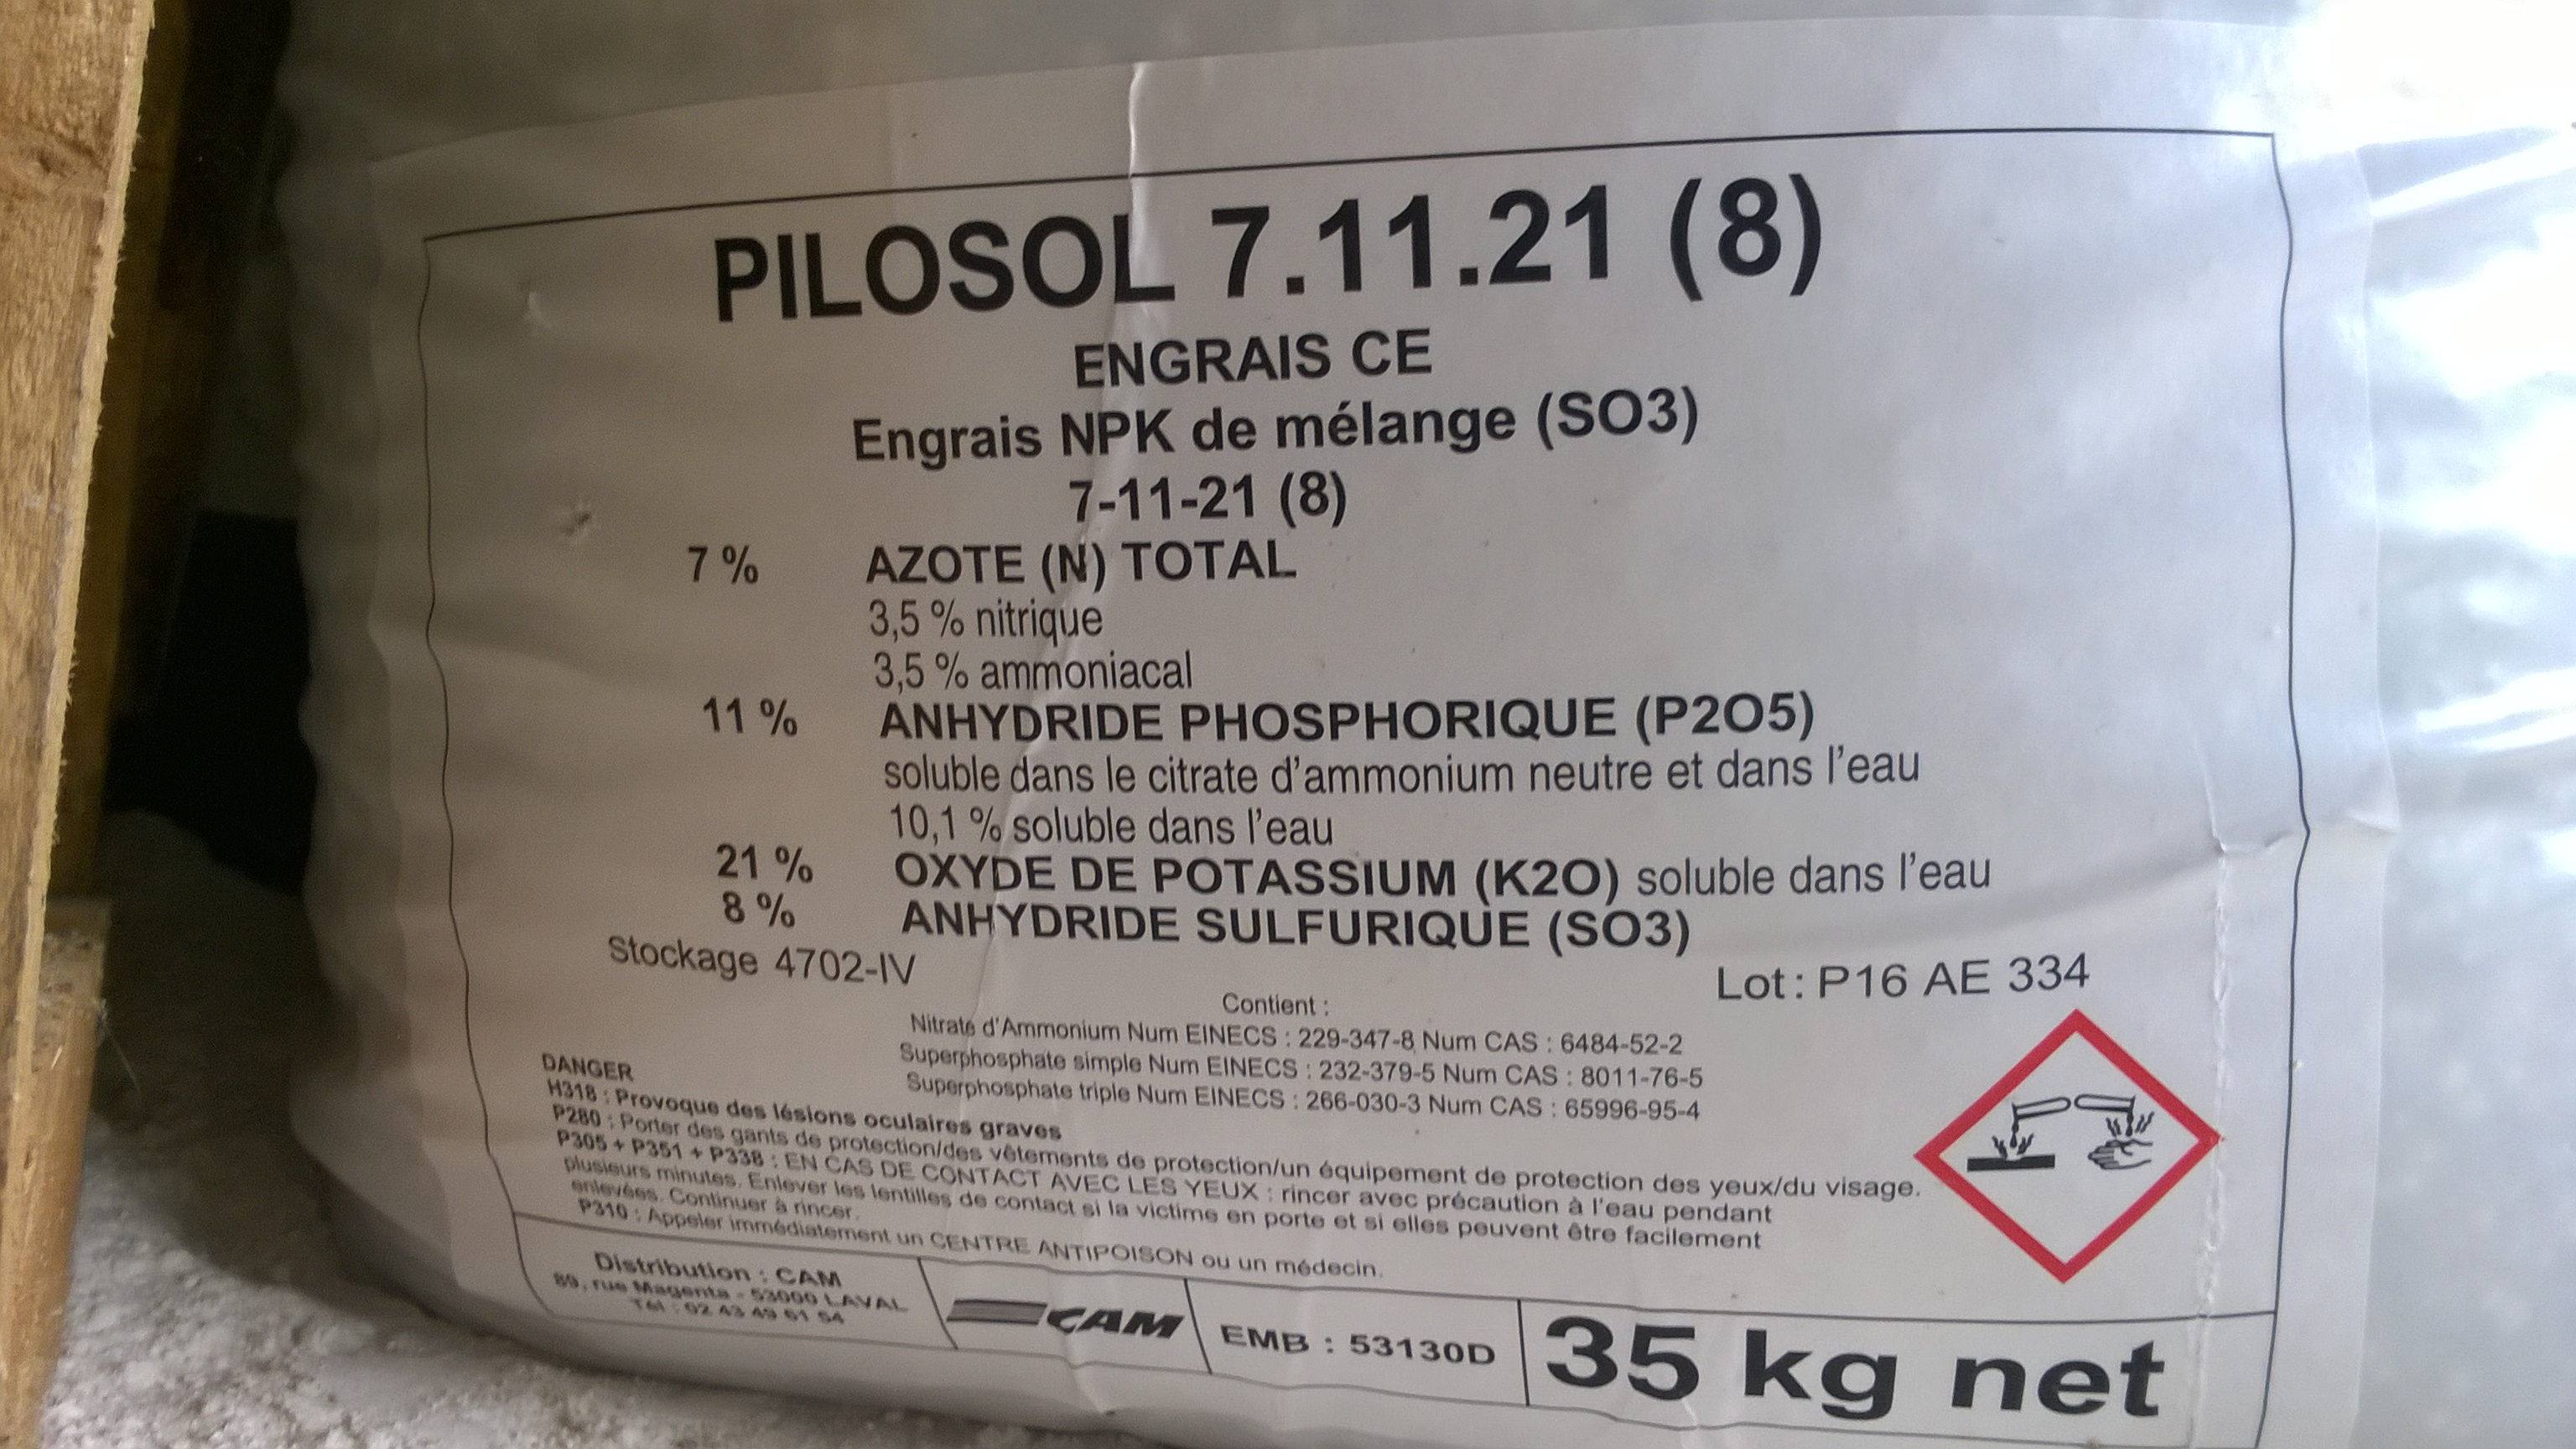 PILOSOL 7.11.21 (8)
ENGRAIS CE
Engrais NPK de mélange (SO3)
7-11-21 (8)
7 % AZOTE (N) TOTAL
3,5 % nitrique
3,5 % ammoniacal
11 % ANHYDRIDE PHOSPHORIQUE (P2O5)
soluble dans le citrate d'ammonium neutre et dans l'eau
10,1 % soluble dans l'eau
21 % OXYDE DE POTASSIUM (K2O) soluble dans l'eau
8 % ANHYDRIDE SULFURIQUE (SO3)
Stockage 4702-IV
Lot : P16 AE 334
Contient :
Nitrate d'Ammonium Num EINECS : 229-347-8 Num CAS : 6484-52-2
Superphosphate simple Num EINECS : 232-379-5 Num CAS : 8011-76-5
Superphosphate triple Num EINECS : 266-030-3 Num CAS : 65996-95-4
DANGER
H318 : Provoque des lésions oculaires graves
P280 : Porter des gants de protection/des vêtements de protection/un équipement de protection des yeux/du visage.
P305 + P351 + P338 : EN CAS DE CONTACT AVEC LES YEUX : rincer avec précaution à l'eau pendant
plusieurs minutes. Enlever les lentilles de contact si la victime en porte et si elles peuvent être facilement
enlevées. Continuer à rincer.
P310 : Appeler immédiatement un CENTRE ANTIPOISON ou un médecin.
Distribution : CAM
89, rue Magenta - 53000 LAVAL
Tél : 02 43 49 61 54
CAM
EMB : 53130D
35 kg net